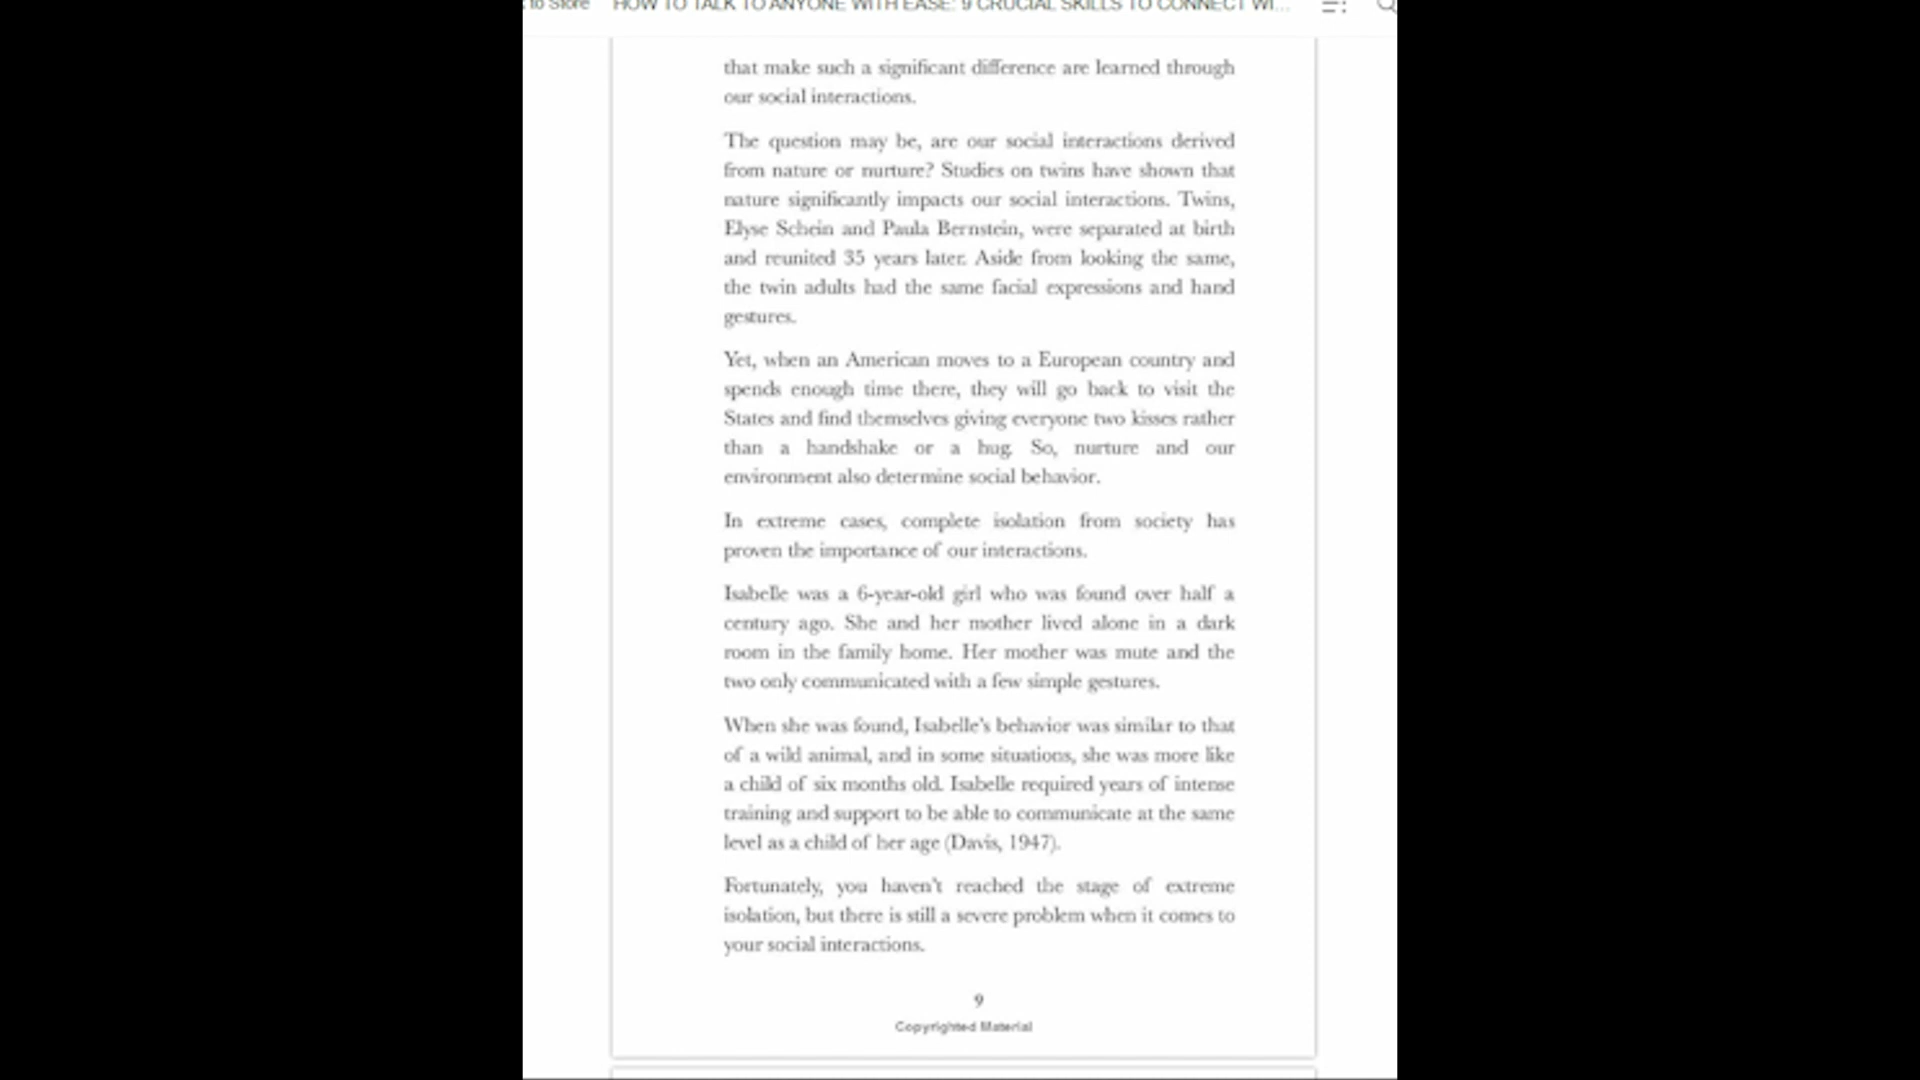 to Store HOW TO TALK TO ANYONE WITH EASE: 9 CRUCIAL SKILLS TO CONNECT WI...
that make such a significant difference are learned through
our social interactions.
The question may be, are our social interactions derived
from nature or nurture? Studies on twins have shown that
nature significantly impacts our social interactions. Twins,
Elyse Schein and Paula Bernstein, were separated at birth
and reunited 35 years later. Aside from looking the same,
the twin adults had the same facial expressions and hand
gestures.
Yet, when an American moves to a European country and
spends enough time there, they will go back to visit the
States and find themselves giving everyone two kisses rather
than a handshake or a hug. So, nurture and our
environment also determine social behavior.
In extreme cases, complete isolation from society has
proven the importance of our interactions.
Isabelle was a 6-year-old girl who was found over half a
century ago. She and her mother lived alone in a dark
room in the family home. Her mother was mute and the
two only communicated with a few simple gestures.
When she was found, Isabelle's behavior was similar to that
of a wild animal, and in some situations, she was more like
a child of six months old. Isabelle required years of intense
training and support to be able to communicate at the same
level as a child of her age (Davis, 1947).
Fortunately, you haven't reached the stage of extreme
isolation, but there is still a severe problem when it comes to
your social interactions.
9
Copyrighted Material